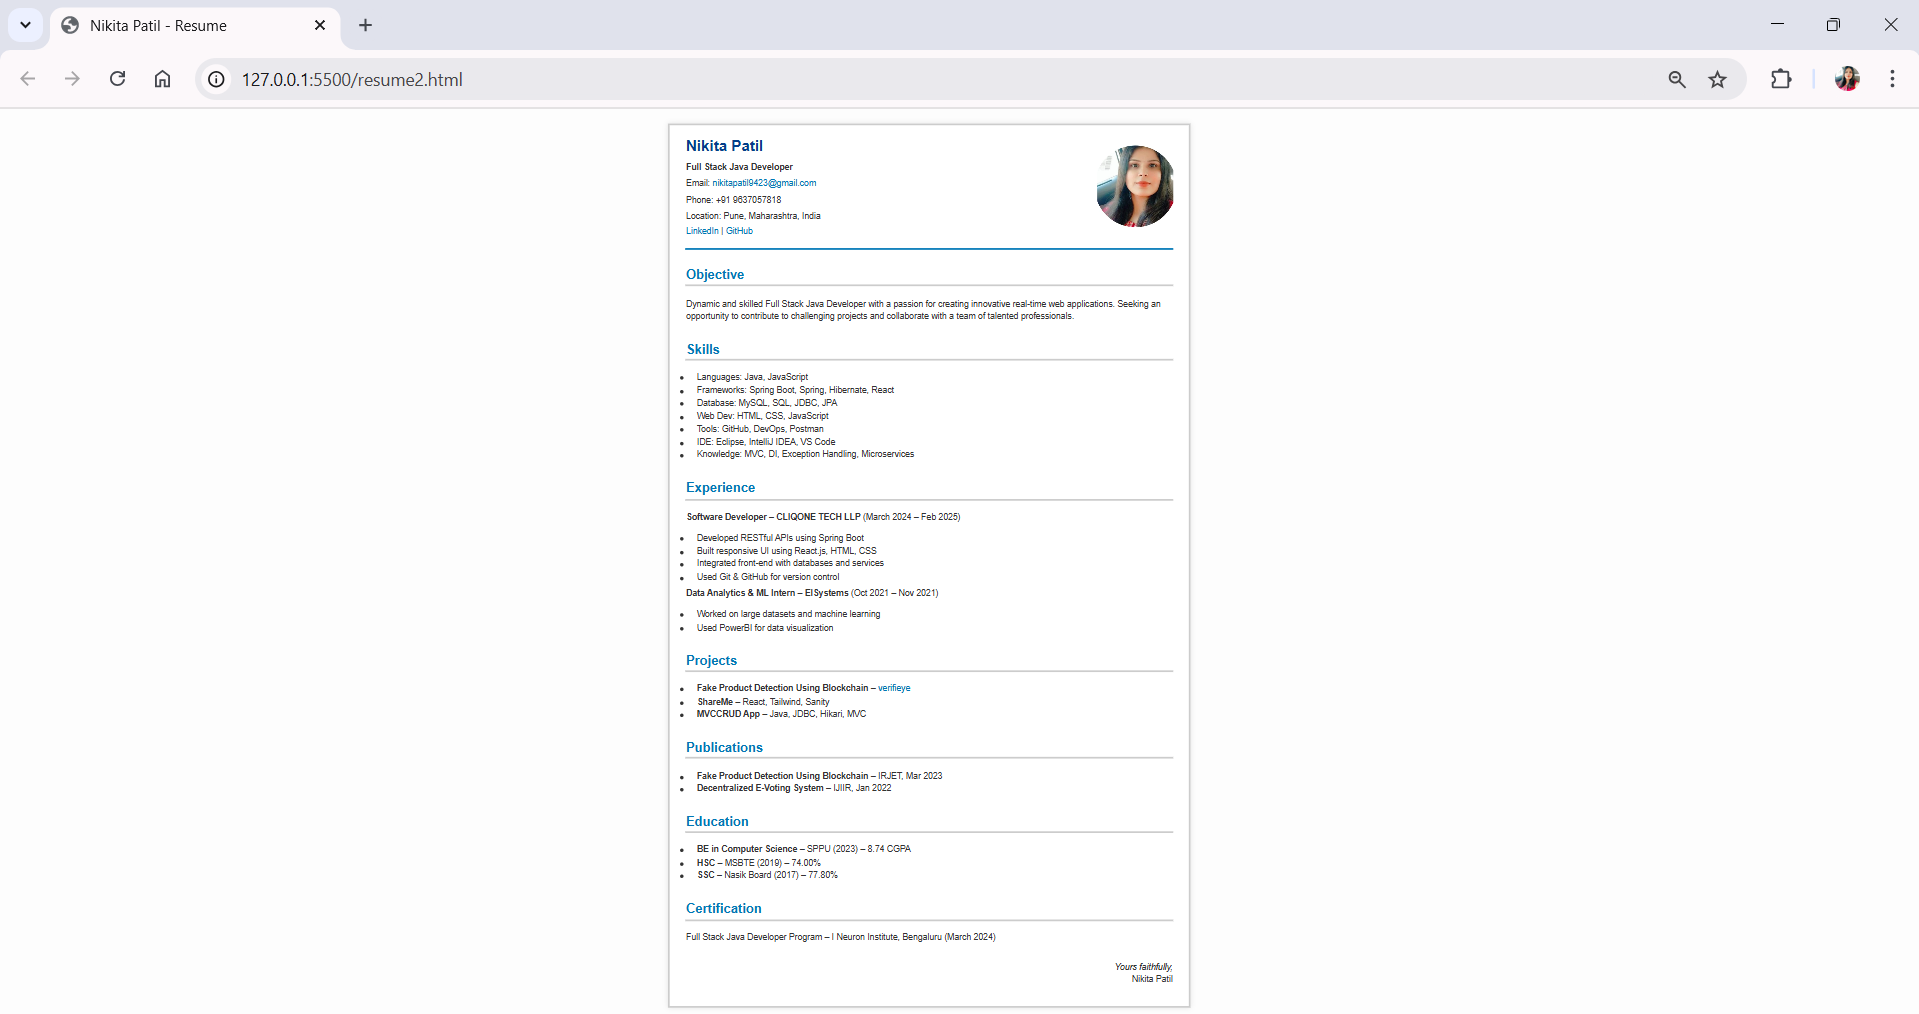 Nikita Patil - Resume
127.0.0.1:5500/resume2.html
Nikita Patil
Full Stack Java Developer
Email: nikitapatil9423@gmail.com
Phone: +91 9637057818
Location: Pune, Maharashtra, India
LinkedIn | GitHub
Objective
Dynamic and skilled Full Stack Java Developer with a passion for creating innovative real-time web applications. Seeking an
opportunity to contribute to challenging projects and collaborate with a team of talented professionals.
Skills
Languages: Java, JavaScript
Frameworks: Spring Boot, Spring, Hibernate, React
Database: MySQL, SQL, JDBC, JPA
Web Dev: HTML, CSS, JavaScript
Tools: GitHub, DevOps, Postman
IDE: Eclipse, IntelliJ IDEA, VS Code
Knowledge: MVC, DI, Exception Handling, Microservices
Experience
Software Developer – CLIQONE TECH LLP (March 2024 – Feb 2025)
Developed RESTful APIs using Spring Boot
Built responsive UI using React.js, HTML, CSS
Integrated front-end with databases and services
Used Git & GitHub for version control
Data Analytics & ML Intern – EISystems (Oct 2021 – Nov 2021)
Worked on large datasets and machine learning
Used PowerBI for data visualization
Projects
Fake Product Detection Using Blockchain – verifieye
ShareMe – React, Tailwind, Sanity
MVCCRUD App – Java, JDBC, Hikari, MVC
Publications
Fake Product Detection Using Blockchain – IRJET, Mar 2023
Decentralized E-Voting System – IJIIR, Jan 2022
Education
BE in Computer Science – SPPU (2023) – 8.74 CGPA
HSC – MSBTE (2019) – 74.00%
SSC – Nasik Board (2017) – 77.80%
Certification
Full Stack Java Developer Program – I Neuron Institute, Bengaluru (March 2024)
Yours faithfully,
Nikita Patil